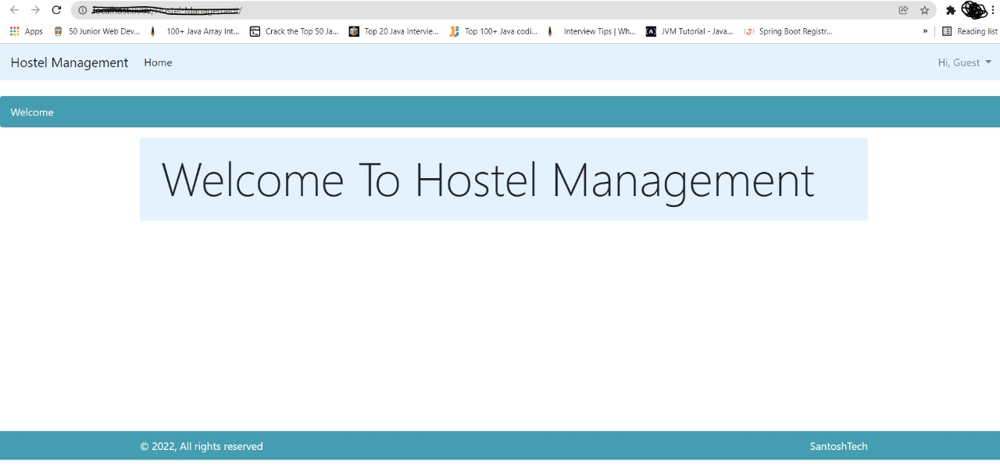 Apps 50 Junior Web Dev... 100+ Java Array Int... Crack the Top 50 Ja... Top 20 Java Intervie... Top 100+ Java codi... Interview Tips | Wh... JVM Tutorial - Java... Spring Boot Registr... » Reading list
Hostel Management Home Hi, Guest
Welcome
Welcome To Hostel Management
© 2022, All rights reserved SantoshTech